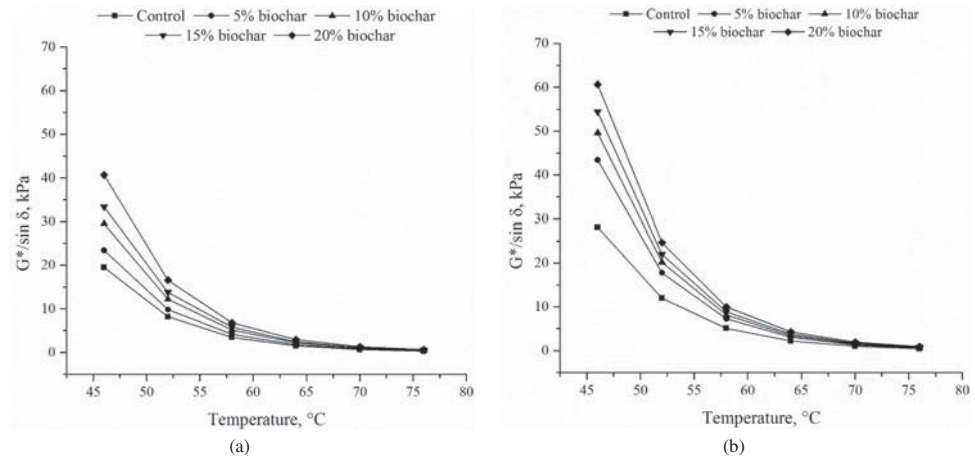 Control 5% biochar 10% biochar
15% biochar 20% biochar
70
60
50
40
30
20
10
0
G*/sin δ, kPa
45 50 55 60 65 70 75 80
Temperature, °C
(a)
Control 5% biochar 10% biochar
15% biochar 20% biochar
70
60
50
40
30
20
10
0
G*/sin δ, kPa
45 50 55 60 65 70 75 80
Temperature, °C
(b)